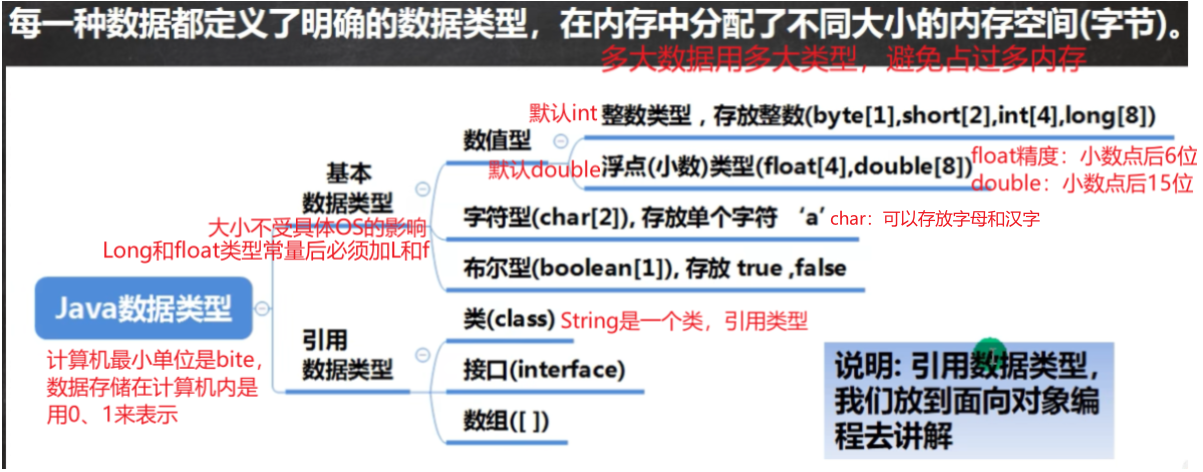 每一种数据都定义了明确的数据类型，在内存中分配了不同大小的内存空间(字节)。
多大数据用多大类型，避免占过多内存
默认int 整数类型，存放整数(byte[1],short[2],int[4],long[8])
数值型
默认double 浮点(小数)类型(float[4],double[8])
float精度：小数点后6位
double：小数点后15位
基本
数据类型
字符型(char[2]), 存放单个字符 ‘a’ char：可以存放字母和汉字
大小不受具体OS的影响
Long和float类型常量后必须加L和f
布尔型(boolean[1]), 存放 true ,false
Java数据类型
类(class) String是一个类，引用类型
引用
数据类型
接口(interface)
数组([ ])
计算机最小单位是bite，
数据存储在计算机内是
用0、1来表示
说明: 引用数据类型，
我们放到面向对象编
程去讲解